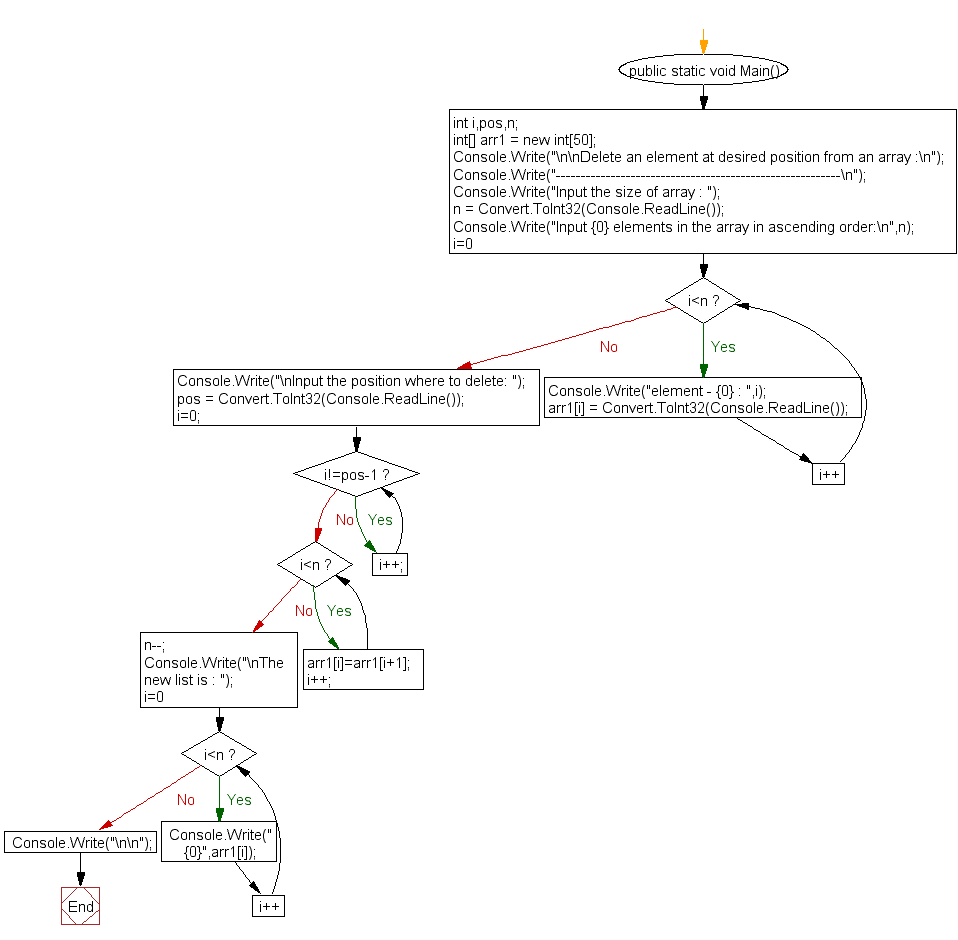 public static void Main()
int i,pos,n;
int[] arr1 = new int[50];
Console.Write("\n\nDelete an element at desired position from an array :\n");
Console.Write("---------------------------------------------------------\n");
Console.Write("Input the size of array : ");
n = Convert.ToInt32(Console.ReadLine());
Console.Write("Input {0} elements in the array in ascending order:\n",n);
i=0
i<n ?
No
Yes
Console.Write("\nInput the position where to delete: ");
pos = Convert.ToInt32(Console.ReadLine());
i=0;
Console.Write("element - {0} : ",i);
arr1[i] = Convert.ToInt32(Console.ReadLine());
i++
i!=pos-1 ?
No
Yes
i++;
i<n ?
No
Yes
n--;
Console.Write("\nThe
new list is : ");
i=0
arr1[i]=arr1[i+1];
i++;
i<n ?
No
Yes
Console.Write("\n\n");
Console.Write("
{0}",arr1[i]);
End
i++